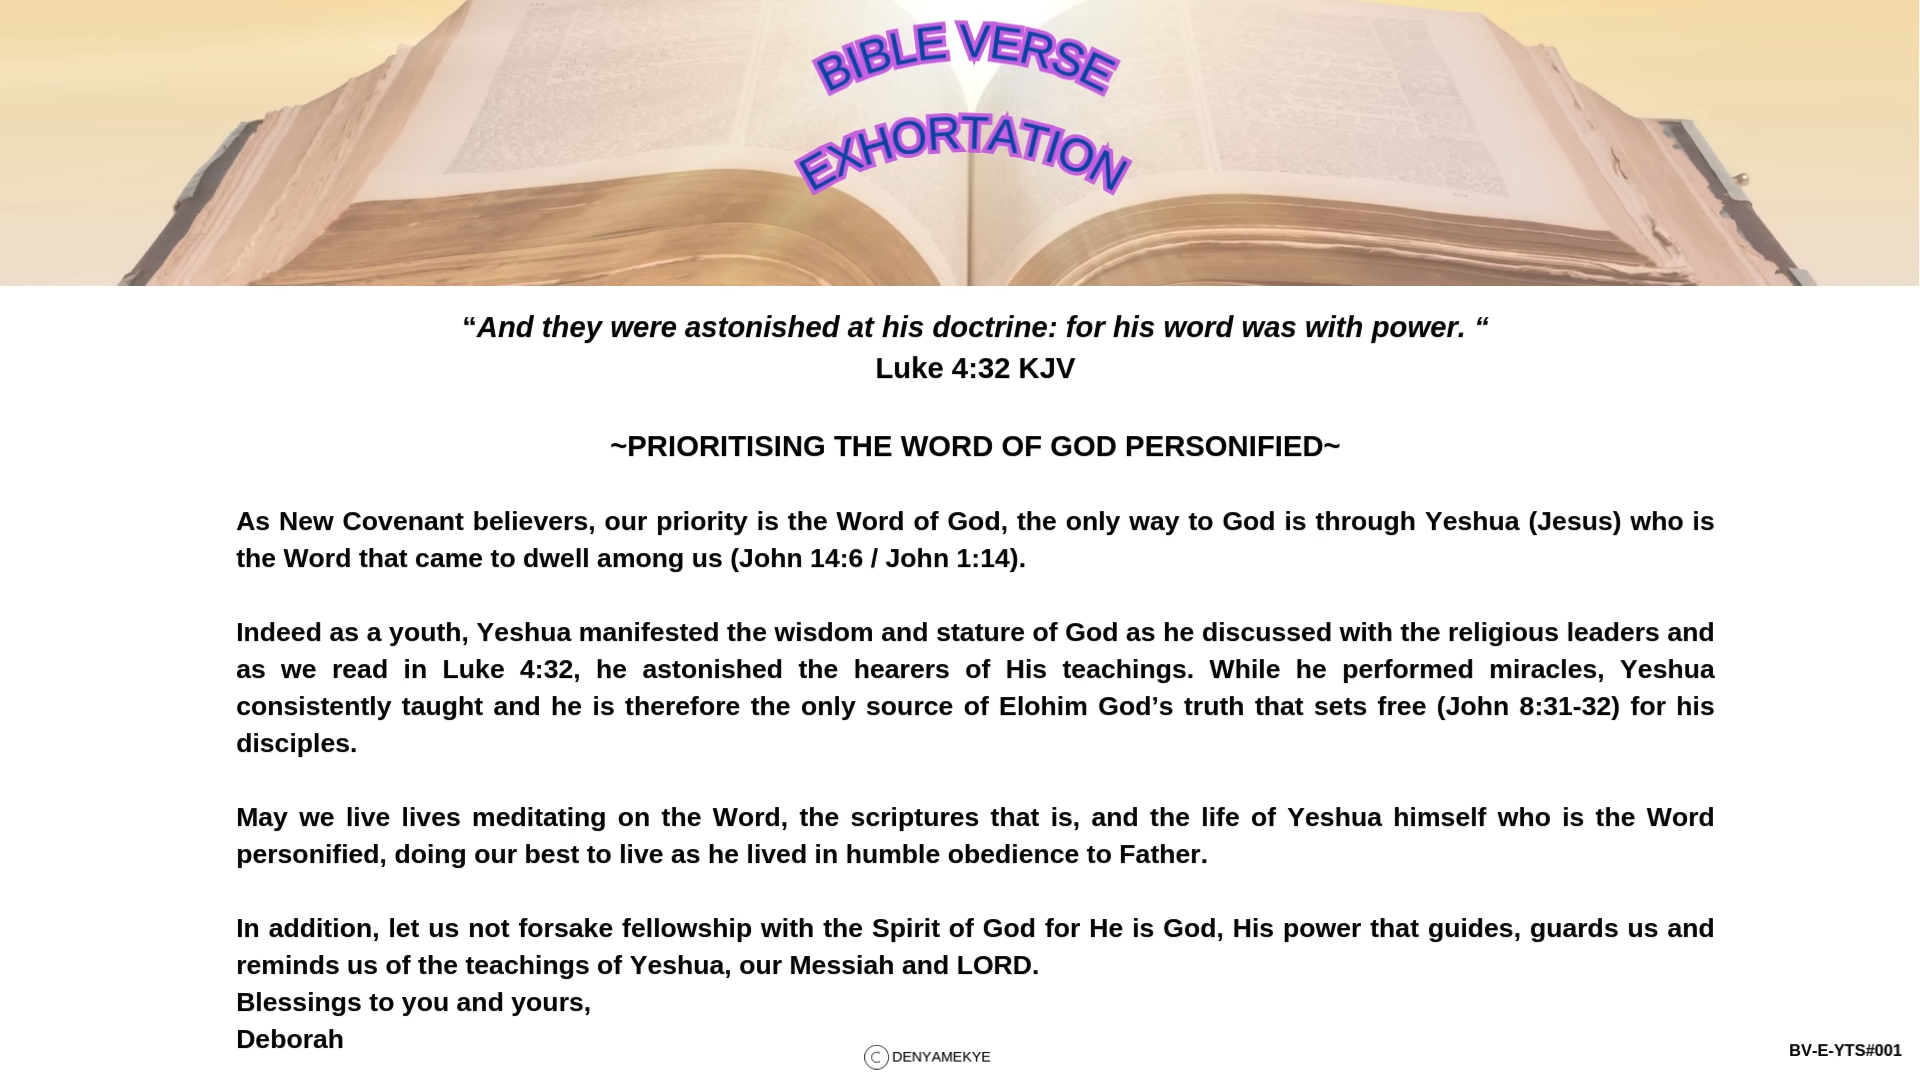 BIBLE VERSE
EXHORTATION
“And they were astonished at his doctrine: for his word was with power. “
Luke 4:32 KJV
~PRIORITISING THE WORD OF GOD PERSONIFIED~
As New Covenant believers, our priority is the Word of God, the only way to God is through Yeshua (Jesus) who is
the Word that came to dwell among us (John 14:6 / John 1:14).
Indeed as a youth, Yeshua manifested the wisdom and stature of God as he discussed with the religious leaders and
as we read in Luke 4:32, he astonished the hearers of His teachings. While he performed miracles, Yeshua
consistently taught and he is therefore the only source of Elohim God’s truth that sets free (John 8:31-32) for his
disciples.
May we live lives meditating on the Word, the scriptures that is, and the life of Yeshua himself who is the Word
personified, doing our best to live as he lived in humble obedience to Father.
In addition, let us not forsake fellowship with the Spirit of God for He is God, His power that guides, guards us and
reminds us of the teachings of Yeshua, our Messiah and LORD.
Blessings to you and yours,
Deborah
© DENYAMEKYE
BV-E-YTS#001